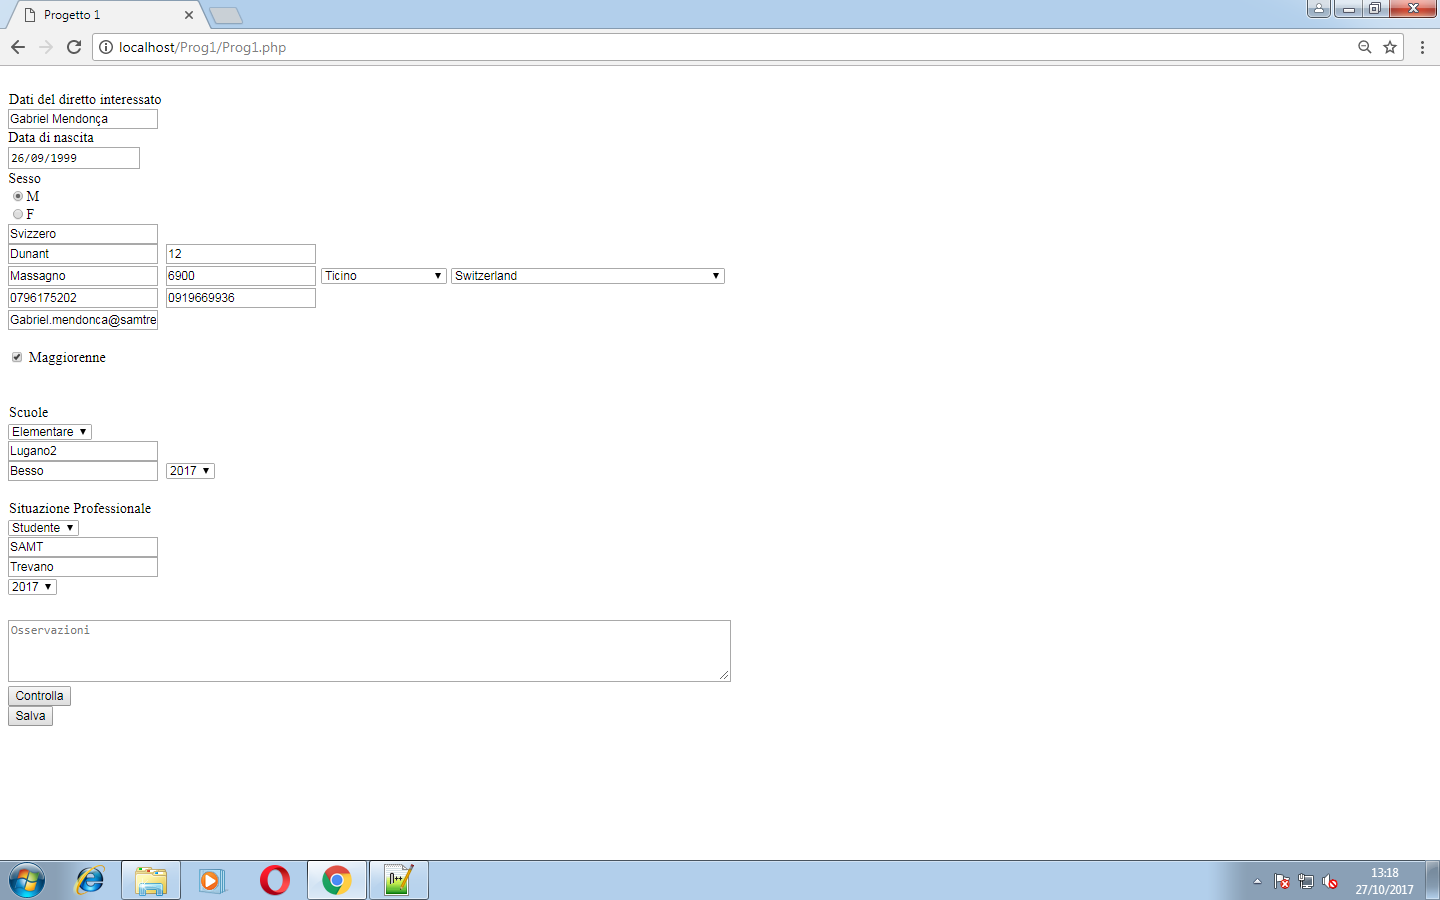 Progetto 1
localhost/Prog1/Prog1.php
Dati del diretto interessato
Gabriel Mendonça
Data di nascita
26/09/1999
Sesso
M
F
Svizzero
Dunant 12
Massagno 6900 Ticino Switzerland
0796175202 0919669936
Gabriel.mendonca@samtre
Maggiorenne
Scuole
Elementare
Lugano2
Besso 2017
Situazione Professionale
Studente
SAMT
Trevano
2017
Osservazioni
Controlla
Salva
13:18
27/10/2017